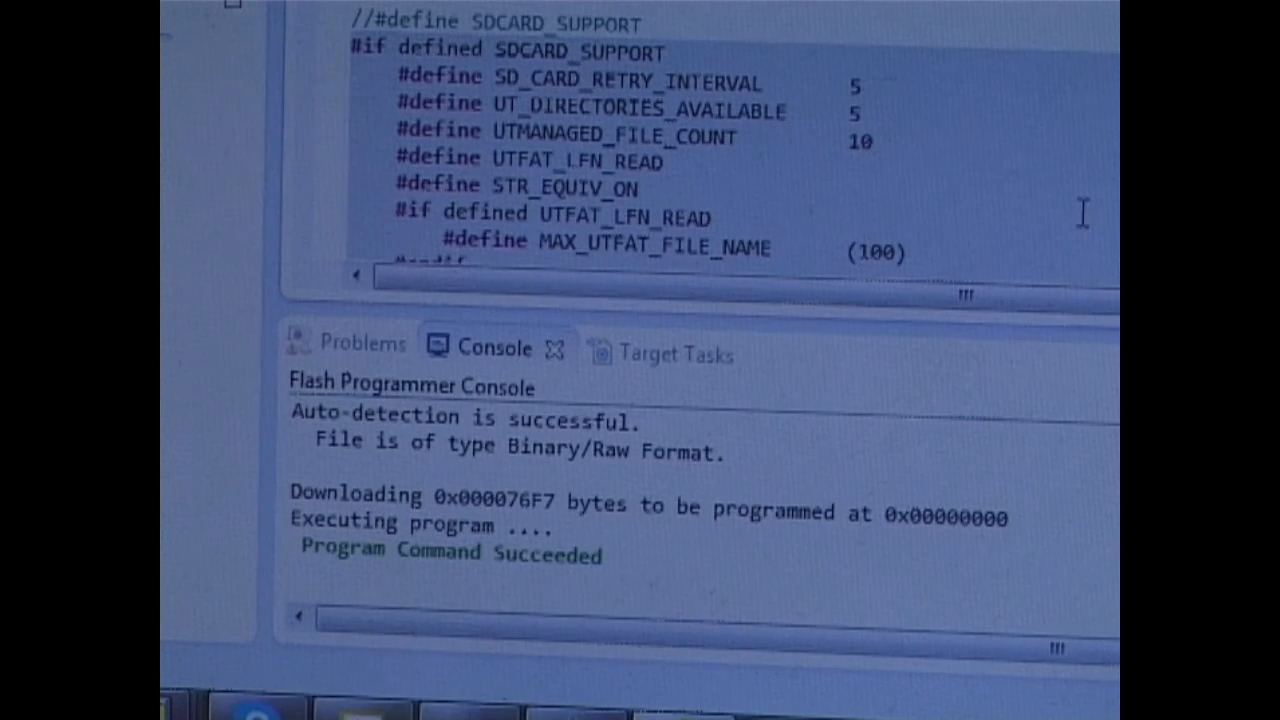 //#define SDCARD_SUPPORT
#if defined SDCARD_SUPPORT
#define SD_CARD_RETRY_INTERVAL 5
#define UT_DIRECTORIES_AVAILABLE 5
#define UTMANAGED_FILE_COUNT 10
#define UTFAT_LFN_READ
#define STR_EQUIV_ON
#if defined UTFAT_LFN_READ
#define MAX_UTFAT_FILE_NAME (100)
Problems Console Target Tasks
Flash Programmer Console
Auto-detection is successful.
File is of type Binary/Raw Format.
Downloading 0x000076F7 bytes to be programmed at 0x00000000
Executing program ....
Program Command Succeeded